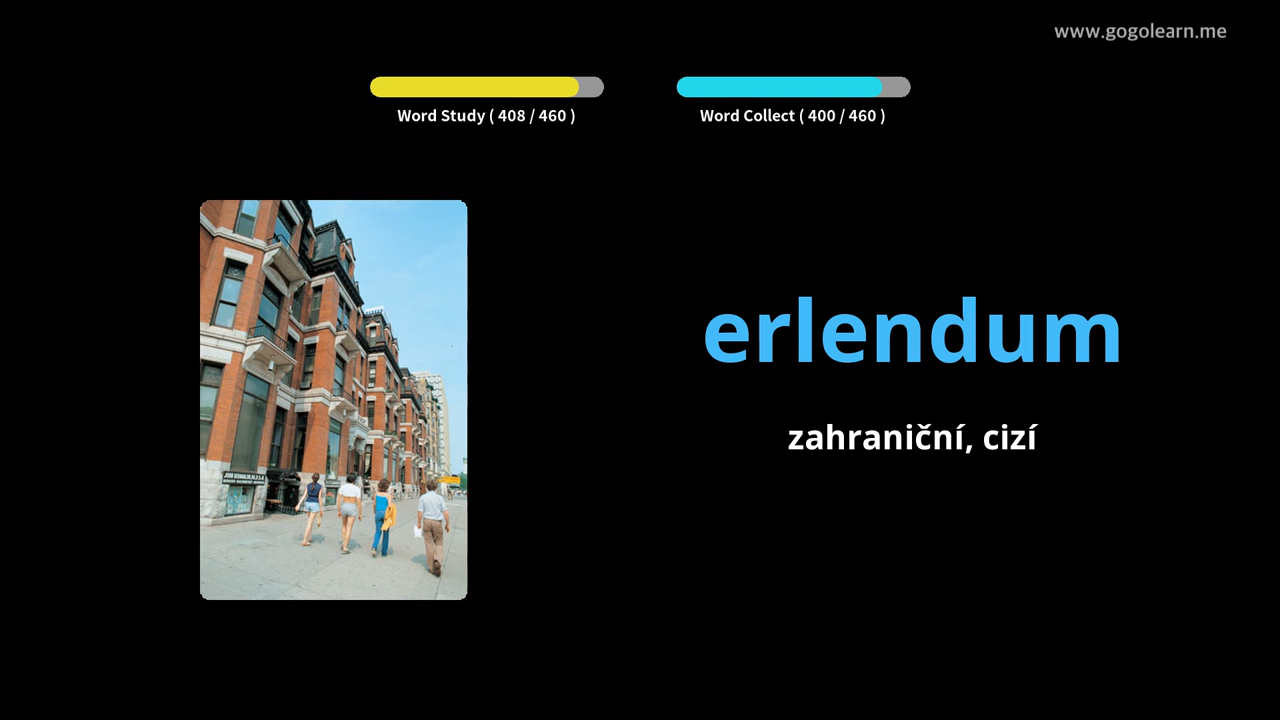 www.gogolearn.me
Word Study ( 408 / 460 )
Word Collect ( 400 / 460 )
erlendum
zahraniční, cizí